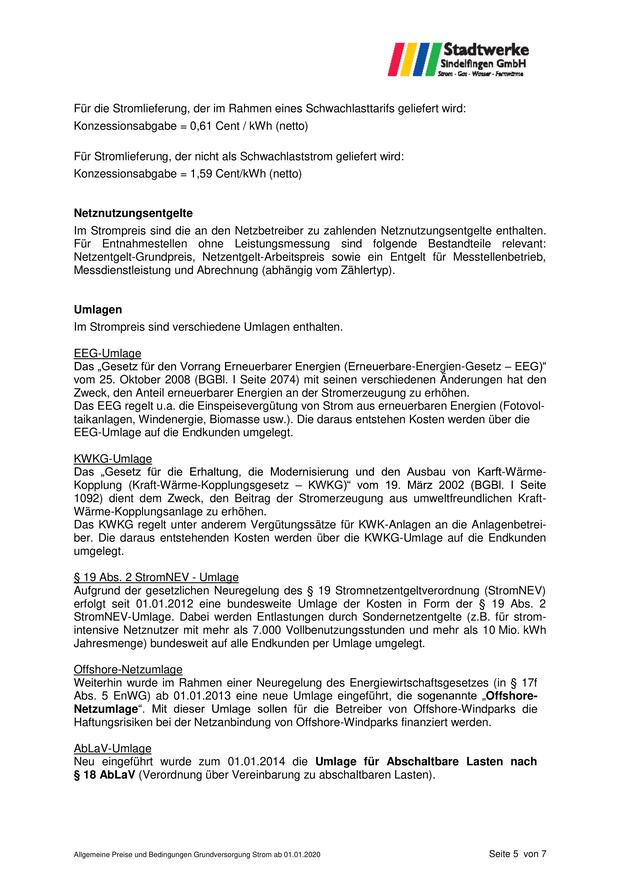 Stadtwerke
Sindelfingen GmbH
Strom - Gas - Wasser - Fernwärme
Für die Stromlieferung, der im Rahmen eines Schwachlasttarifs geliefert wird:
Konzessionsabgabe = 0,61 Cent / kWh (netto)
Für Stromlieferung, der nicht als Schwachlaststrom geliefert wird:
Konzessionsabgabe = 1,59 Cent/kWh (netto)
Netznutzungsentgelte
Im Strompreis sind die an den Netzbetreiber zu zahlenden Netznutzungsentgelte enthalten.
Für Entnahmestellen ohne Leistungsmessung sind folgende Bestandteile relevant:
Netzentgelt-Grundpreis, Netzentgelt-Arbeitspreis sowie ein Entgelt für Messstellenbetrieb,
Messdienstleistung und Abrechnung (abhängig vom Zählertyp).
Umlagen
Im Strompreis sind verschiedene Umlagen enthalten.
EEG-Umlage
Das „Gesetz für den Vorrang Erneuerbarer Energien (Erneuerbare-Energien-Gesetz – EEG)“
vom 25. Oktober 2008 (BGBl. I Seite 2074) mit seinen verschiedenen Änderungen hat den
Zweck, den Anteil erneuerbarer Energien an der Stromerzeugung zu erhöhen.
Das EEG regelt u.a. die Einspeisevergütung von Strom aus erneuerbaren Energien (Fotovol-
taikanlagen, Windenergie, Biomasse usw.). Die daraus entstehen Kosten werden über die
EEG-Umlage auf die Endkunden umgelegt.
KWKG-Umlage
Das „Gesetz für die Erhaltung, die Modernisierung und den Ausbau von Karft-Wärme-
Kopplung (Kraft-Wärme-Kopplungsgesetz – KWKG)“ vom 19. März 2002 (BGBl. I Seite
1092) dient dem Zweck, den Beitrag der Stromerzeugung aus umweltfreundlichen Kraft-
Wärme-Kopplungsanlage zu erhöhen.
Das KWKG regelt unter anderem Vergütungssätze für KWK-Anlagen an die Anlagenbetrei-
ber. Die daraus entstehenden Kosten werden über die KWKG-Umlage auf die Endkunden
umgelegt.
§ 19 Abs. 2 StromNEV - Umlage
Aufgrund der gesetzlichen Neuregelung des § 19 Stromnetzentgeltverordnung (StromNEV)
erfolgt seit 01.01.2012 eine bundesweite Umlage der Kosten in Form der § 19 Abs. 2
StromNEV-Umlage. Dabei werden Entlastungen durch Sondernetzentgelte (z.B. für strom-
intensive Netznutzer mit mehr als 7.000 Vollbenutzungsstunden und mehr als 10 Mio. kWh
Jahresmenge) bundesweit auf alle Endkunden per Umlage umgelegt.
Offshore-Netzumlage
Weiterhin wurde im Rahmen einer Neuregelung des Energiewirtschaftsgesetzes (in § 17f
Abs. 5 EnWG) ab 01.01.2013 eine neue Umlage eingeführt, die sogenannte „Offshore-
Netzumlage“. Mit dieser Umlage sollen für die Betreiber von Offshore-Windparks die
Haftungsrisiken bei der Netzanbindung von Offshore-Windparks finanziert werden.
AbLaV-Umlage
Neu eingeführt wurde zum 01.01.2014 die Umlage für Abschaltbare Lasten nach
§ 18 AbLaV (Verordnung über Vereinbarung zu abschaltbaren Lasten).
Allgemeine Preise und Bedingungen Grundversorgung Strom ab 01.01.2020
Seite 5 von 7